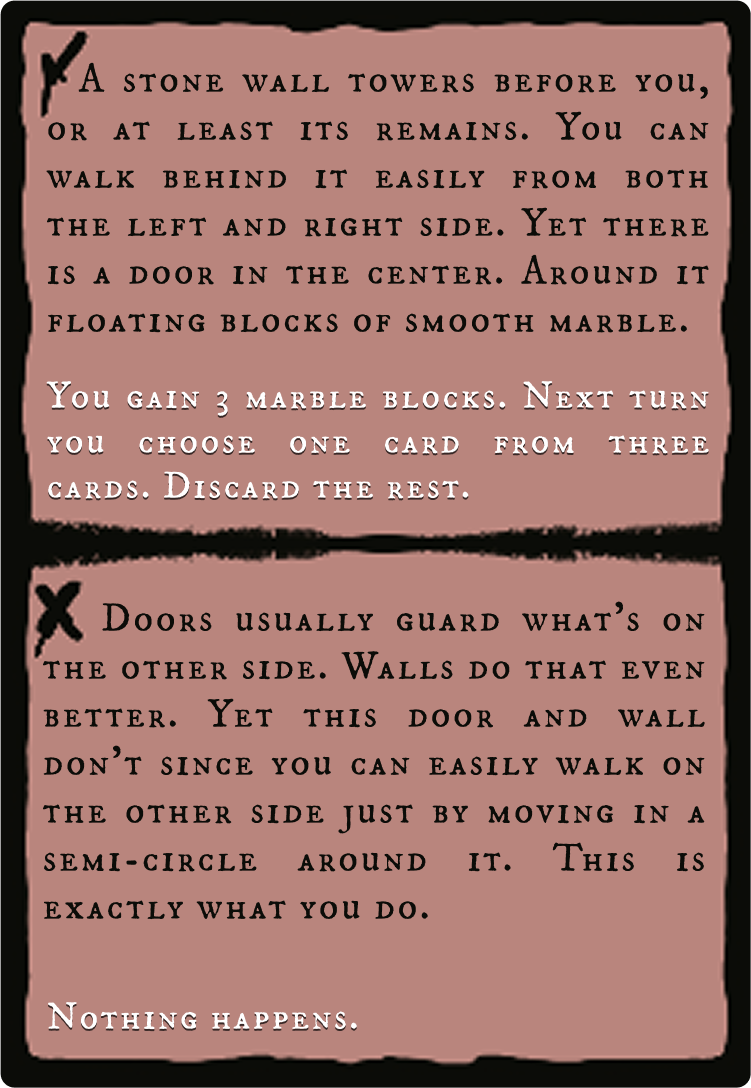 A stone wall towers before you,
or at least its remains. You can
walk behind it easily from both
the left and right side. Yet there
is a door in the center. Around it
floating blocks of smooth marble.
You gain 3 marble blocks. Next turn
you choose one card from three
cards. Discard the rest.
Doors usually guard what's on
the other side. Walls do that even
better. Yet this door and wall
don't since you can easily walk on
the other side just by moving in a
semi-circle around it. This is
exactly what you do.
Nothing happens.